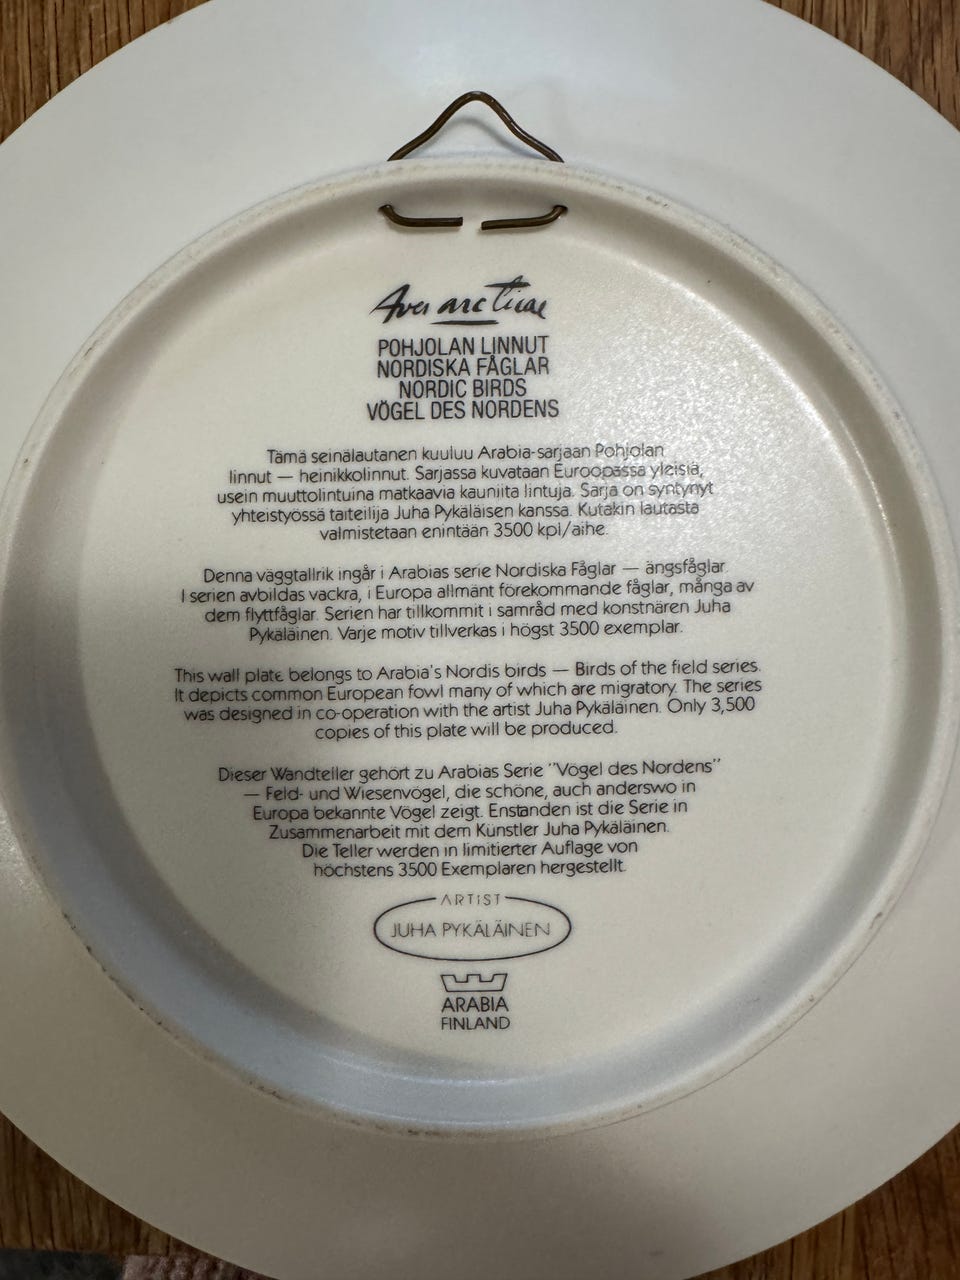 Aves arcticae
POHJOLAN LINNUT
NORDISKA FÅGLAR
NORDIC BIRDS
VÖGEL DES NORDENS
Tämä seinälautanen kuuluu Arabia-sarjaan Pohjolan
linnut — heinikkolinnut. Sarjassa kuvataan Euroopassa yleisiä,
usein muuttolintuina matkaavia kauniita lintuja. Sarja on syntynyt
yhteistyössä taiteilija Juha Pykäläisen kanssa. Kutakin lautasta
valmistetaan enintään 3500 kpl/aihe.
Denna väggtallrik ingår i Arabias serie Nordiska Fåglar — ängsfåglar.
I serien avbildas vackra, i Europa allmänt förekommande fåglar, många av
dem flyttfåglar. Serien har tillkommit i samråd med konstnären Juha
Pykäläinen. Varje motiv tillverkas i högst 3500 exemplar.
This wall plate belongs to Arabia's Nordis birds — Birds of the field series.
It depicts common European fowl many of which are migratory. The series
was designed in co-operation with the artist Juha Pykäläinen. Only 3,500
copies of this plate will be produced.
Dieser Wandteller gehört zu Arabias Serie "Vögel des Nordens"
— Feld- und Wiesenvögel, die schöne, auch anderswo in
Europa bekannte Vögel zeigt. Enstanden ist die Serie in
Zusammenarbeit mit dem Künstler Juha Pykäläinen.
Die Teller werden in limitierter Auflage von
höchstens 3500 Exemplaren hergestellt.
ARTIST
JUHA PYKÄLÄINEN
ARABIA
FINLAND